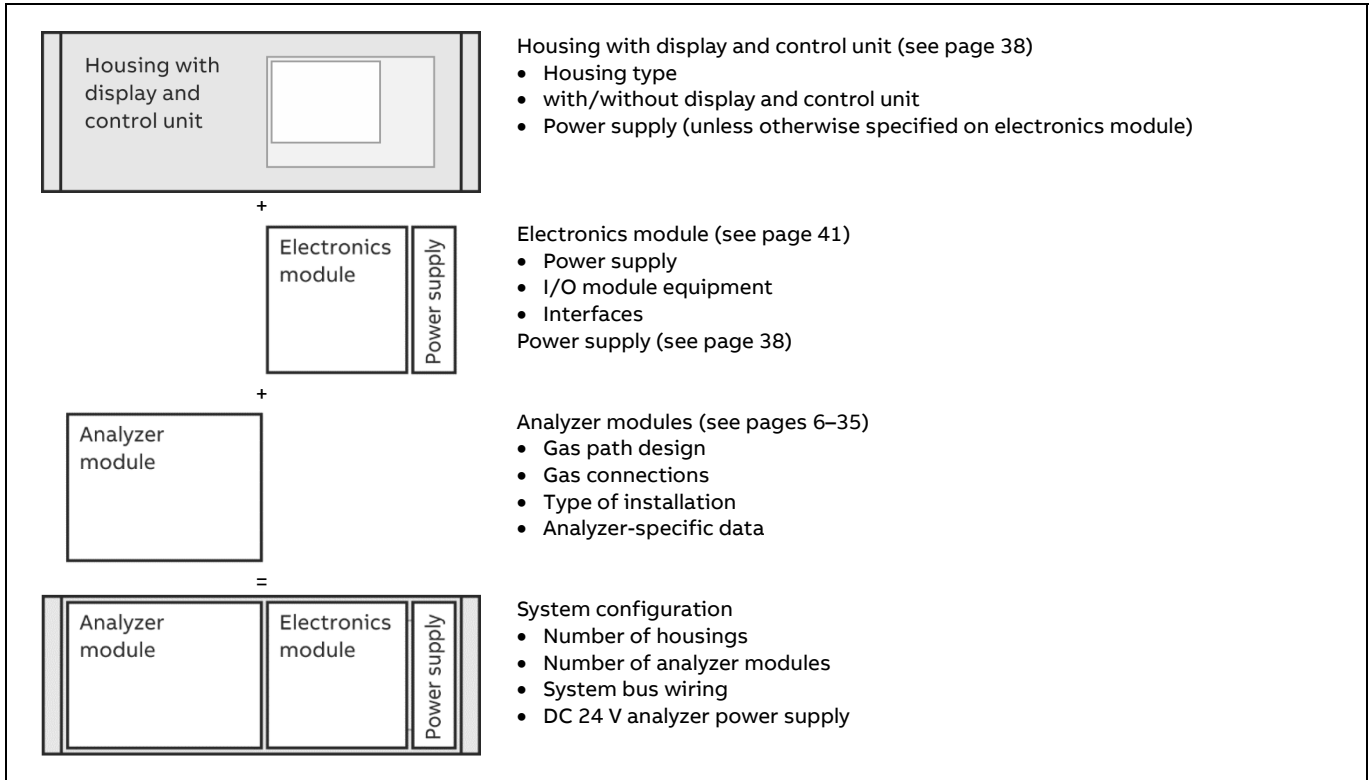 Housing with
display and
control unit
Housing with display and control unit (see page 38)
• Housing type
• with/without display and control unit
• Power supply (unless otherwise specified on electronics module)
+
Electronics
module
Power supply
Electronics module (see page 41)
• Power supply
• I/O module equipment
• Interfaces
Power supply (see page 38)
+
Analyzer
module
Analyzer modules (see pages 6–35)
• Gas path design
• Gas connections
• Type of installation
• Analyzer-specific data
=
Analyzer
module
Electronics
module
Power supply
System configuration
• Number of housings
• Number of analyzer modules
• System bus wiring
• DC 24 V analyzer power supply